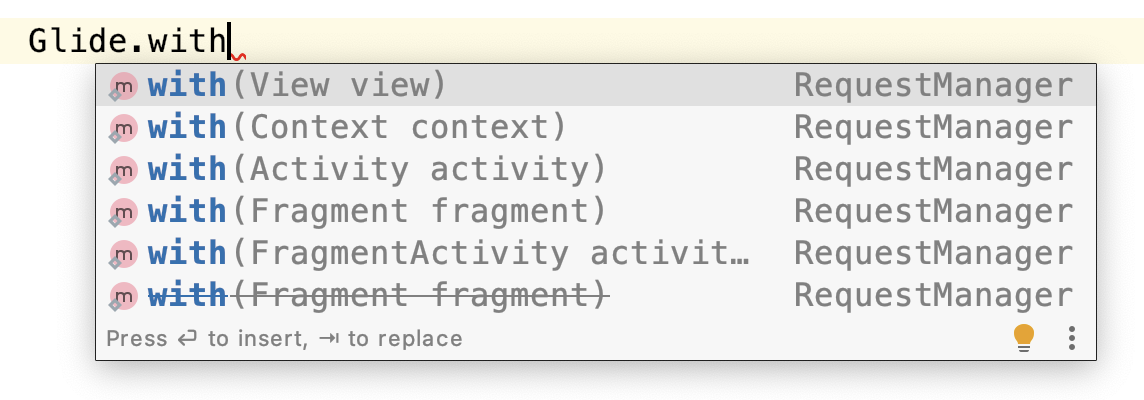 Glide.with
m with(View view) RequestManager
m with(Context context) RequestManager
m with(Activity activity) RequestManager
m with(Fragment fragment) RequestManager
m with(FragmentActivity activit… RequestManager
m with(Fragment fragment) RequestManager
Press ↩ to insert, ⇥ to replace